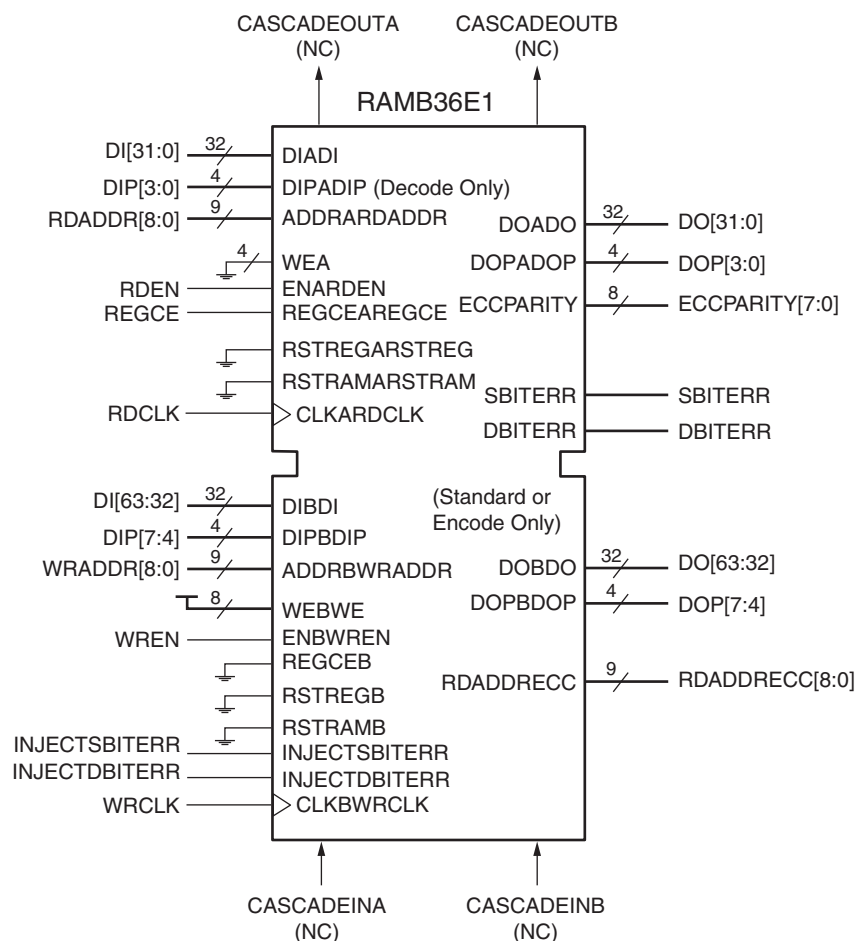 CASCADEOUTA
(NC)
CASCADEOUTB
(NC)
RAMB36E1
DI[31:0] 32 DIADI
DIP[3:0] 4 DIPADIP (Decode Only)
RDADDR[8:0] 9 ADDRARDADDR
4 WEA
RDEN ENARDEN
REGCE REGCEAREGCE
RSTREGARSTREG
RSTRAMARSTRAM
RDCLK CLKARDCLK
DOADO 32 DO[31:0]
DOPADOP 4 DOP[3:0]
ECCPARITY 8 ECCPARITY[7:0]
SBITERR SBITERR
DBITERR DBITERR
DI[63:32] 32 DIBDI
DIP[7:4] 4 DIPBDIP
WRADDR[8:0] 9 ADDRBWRADDR
8 WEBWE
WREN ENBWREN
REGCEB
RSTREGB
RSTRAMB
INJECTSBITERR INJECTSBITERR
INJECTDBITERR INJECTDBITERR
WRCLK CLKBWRCLK
(Standard or
Encode Only)
DOBDO 32 DO[63:32]
DOPBDOP 4 DOP[7:4]
RDADDRECC 9 RDADDRECC[8:0]
CASCADEINA
(NC)
CASCADEINB
(NC)